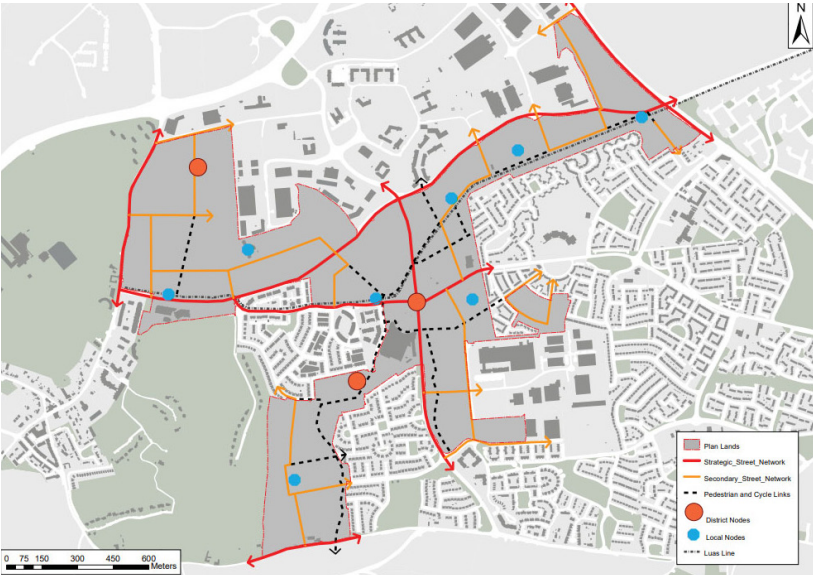 N
Plan Lands
Strategic_Street_Network
Secondary_Street_Network
Pedestrian and Cycle Links
District Nodes
Local Nodes
Luas Line
0 75 150 300 450 600
Meters